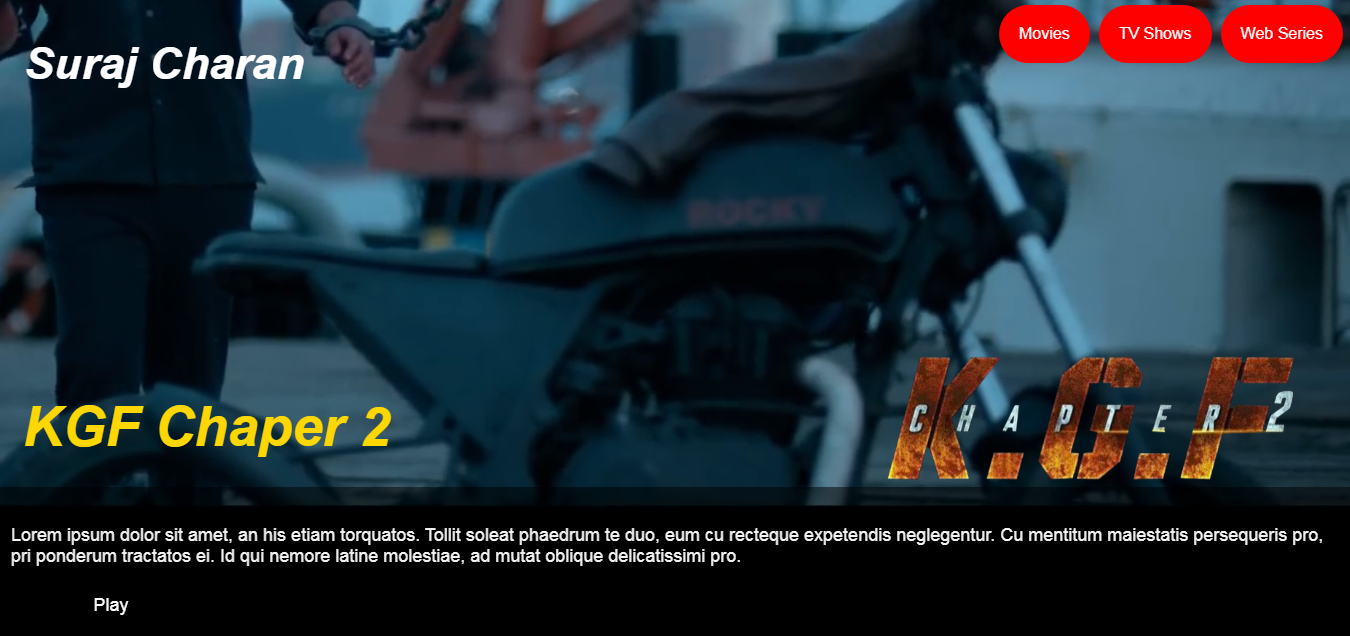 Movies TV Shows Web Series
Suraj Charan
ROCKY
KGF Chaper 2
K.G.F
CHAPTER 2
Lorem ipsum dolor sit amet, an his etiam torquatos. Tollit soleat phaedrum te duo, eum cu recteque expetendis neglegentur. Cu mentitum maiestatis persequeris pro,
pri ponderum tractatos ei. Id qui nemore latine molestiae, ad mutat oblique delicatissimi pro.
Play